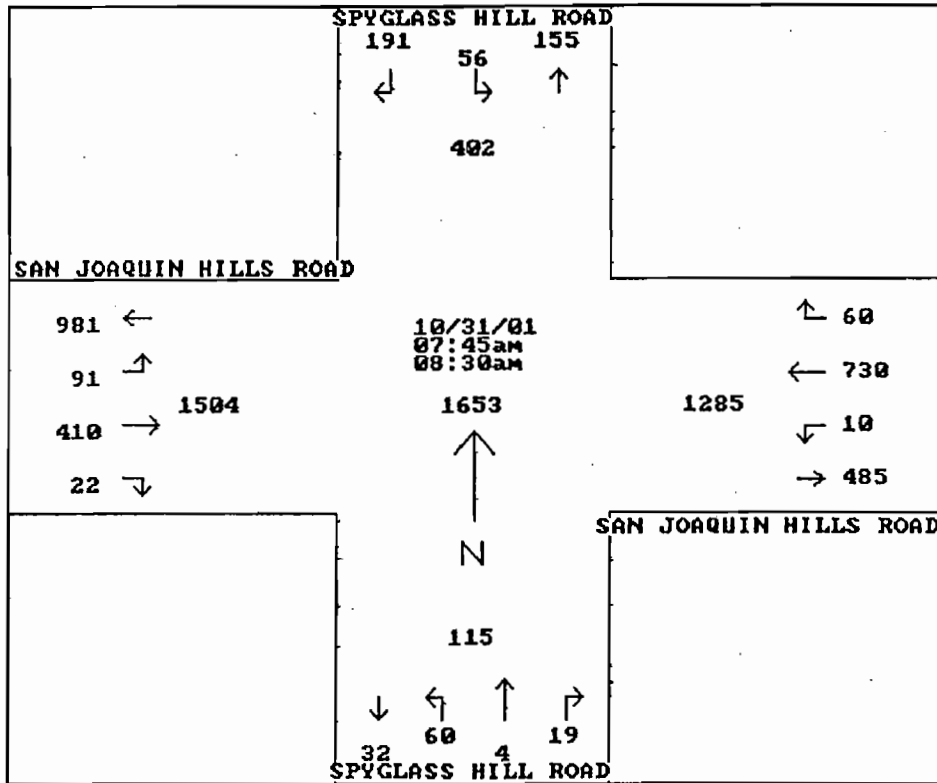 SPYGLASS HILL ROAD
191 56 155
402
SAN JOAQUIN HILLS ROAD
981
91
410
22
1504
10/31/01
07:45am
08:30am
1653
1285
60
730
10
485
SAN JOAQUIN HILLS ROAD
N
115
32 60 4 19
SPYGLASS HILL ROAD